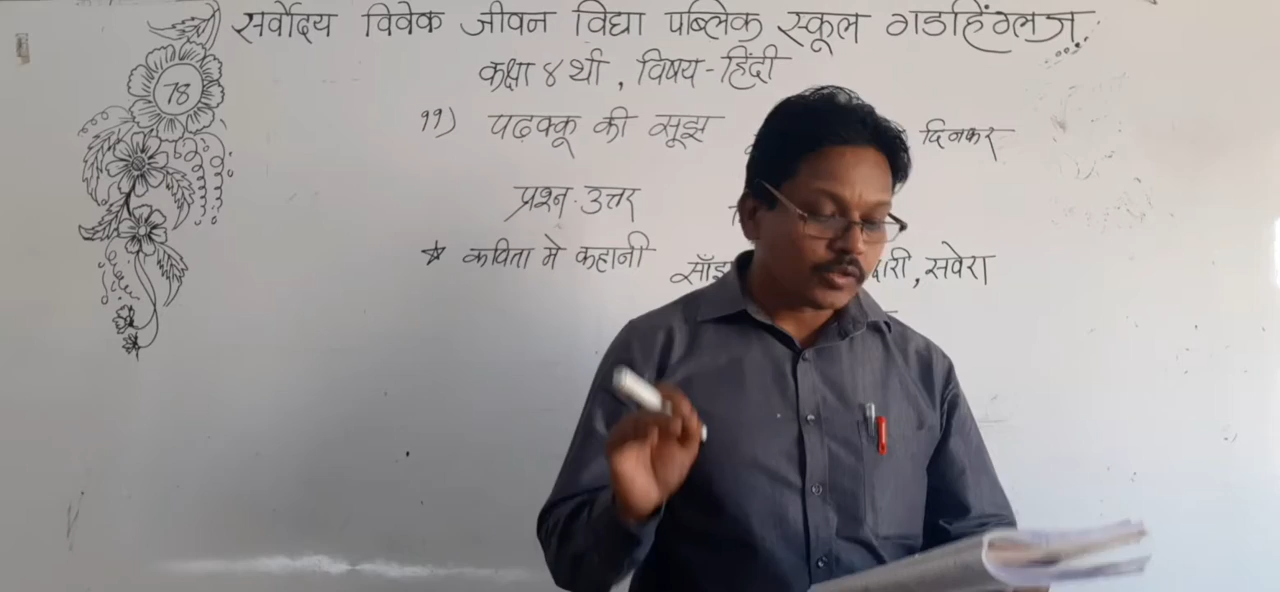 सर्वोदय विवेक जीवन विद्या पब्लिक स्कूल गडहिंग्लज.
78
कक्षा ४ थी, विषय - हिंदी
११) पढ़क्कू की सूझ दिनकर
प्रश्न. उत्तर
☆ कविता मे कहानी
, सवेरा